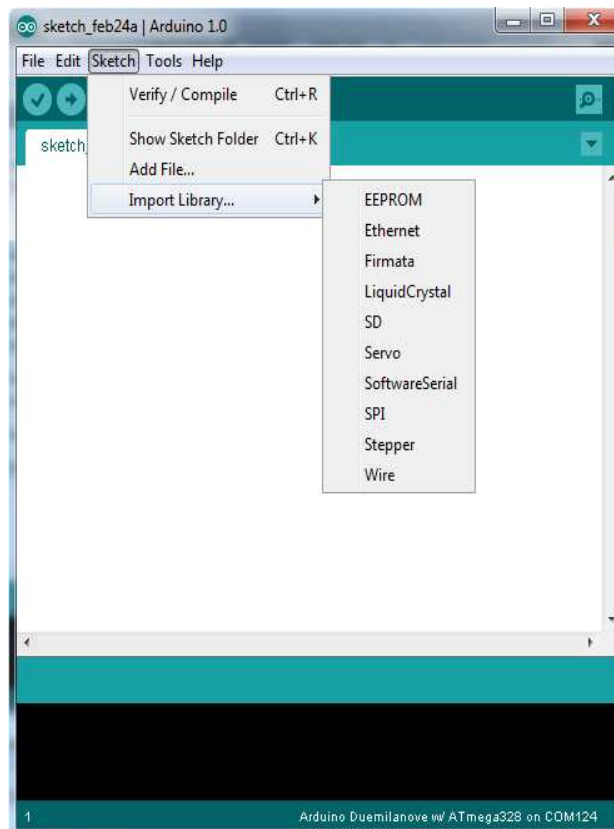 sketch_feb24a | Arduino 1.0
File Edit Sketch Tools Help
Verify / Compile Ctrl+R
sketch_
Show Sketch Folder Ctrl+K
Add File...
Import Library...
EEPROM
Ethernet
Firmata
LiquidCrystal
SD
Servo
SoftwareSerial
SPI
Stepper
Wire
1 Arduino Duemilanove w/ ATmega328 on COM124